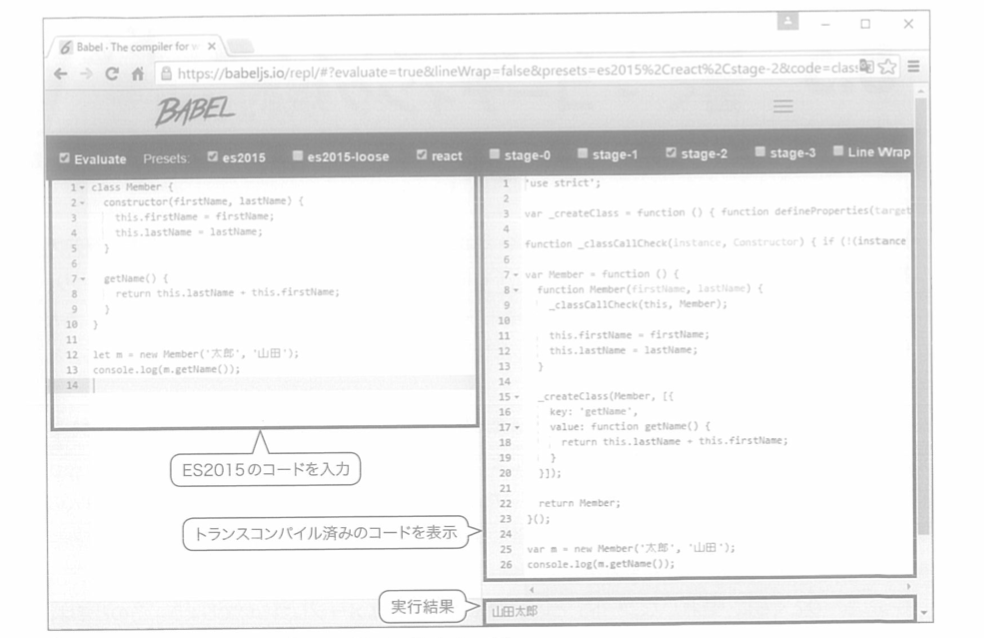 Babel - The compiler for
https://babeljs.io/repl/#?evaluate=true&lineWrap=false&presets=es2015%2Creact%2Cstage-2&code=class
BABEL
Evaluate Presets: es2015 es2015-loose react stage-0 stage-1 stage-2 stage-3 Line Wrap
1 class Member {
2 constructor(firstName, lastName) {
3 this.firstName = firstName;
4 this.lastName = lastName;
5 }
6
7 getName() {
8 return this.lastName + this.firstName;
9 }
10 }
11
12 let m = new Member('太郎', '山田');
13 console.log(m.getName());
14
ES2015のコードを入力
1 'use strict';
2
3 var _createClass = function () { function defineProperties(target
4
5 function _classCallCheck(instance, Constructor) { if (!(instance
6
7 var Member = function () {
8 function Member(firstName, lastName) {
9 _classCallCheck(this, Member);
10
11 this.firstName = firstName;
12 this.lastName = lastName;
13 }
14
15 _createClass(Member, [{
16 key: 'getName',
17 value: function getName() {
18 return this.lastName + this.firstName;
19 }
20 }]);
21
22 return Member;
23 }();
24
25 var m = new Member('太郎', '山田');
26 console.log(m.getName());
トランスコンパイル済みのコードを表示
実行結果
山田太郎